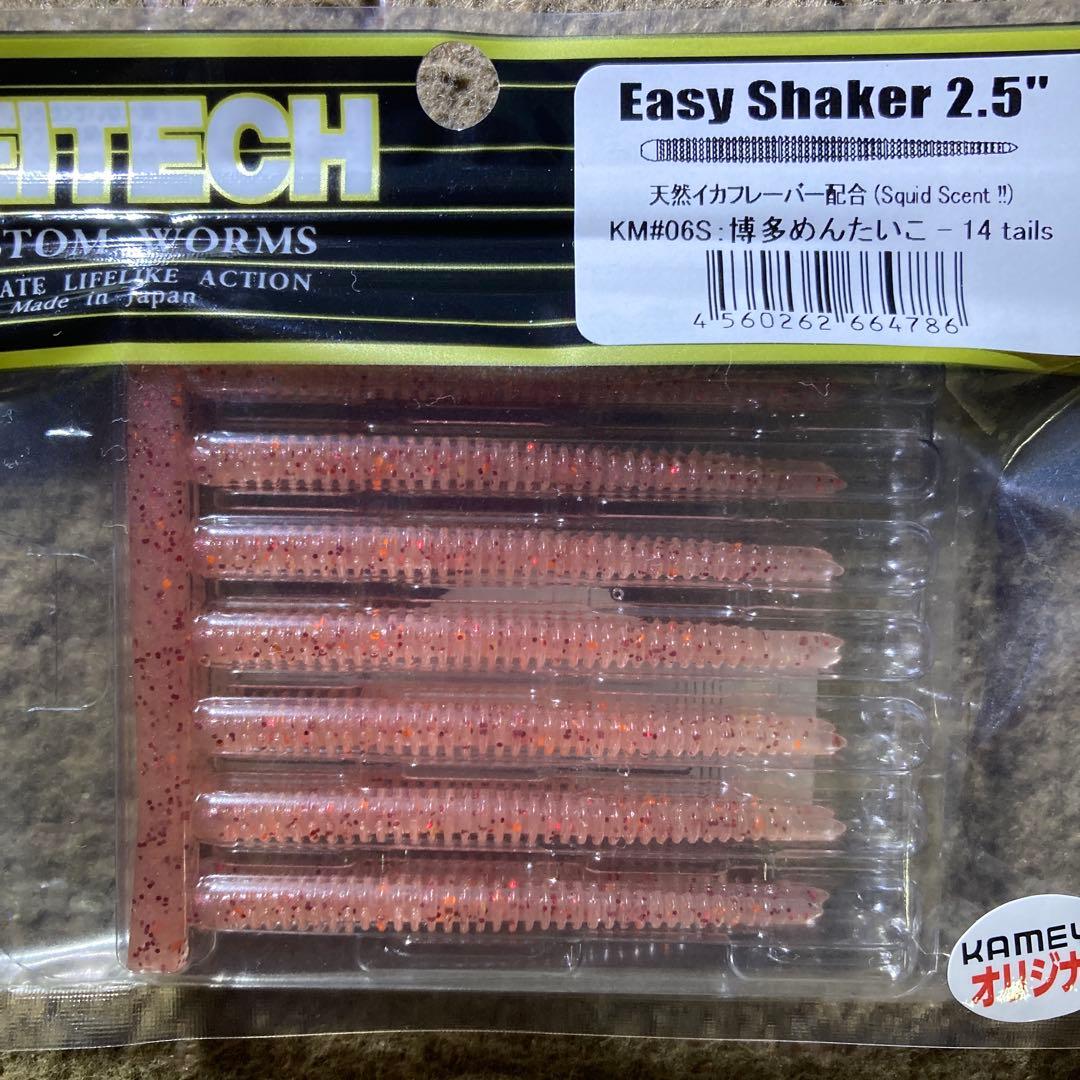 EITECH
STOM WORMS
ATE LIFELIKE ACTION
Made in Japan
Easy Shaker 2.5"
天然イカフレーバー配合 (Squid Scent !!)
KM#06S : 博多めんたいこ – 14 tails
4 560262 664786
KAMEY
オリジナ